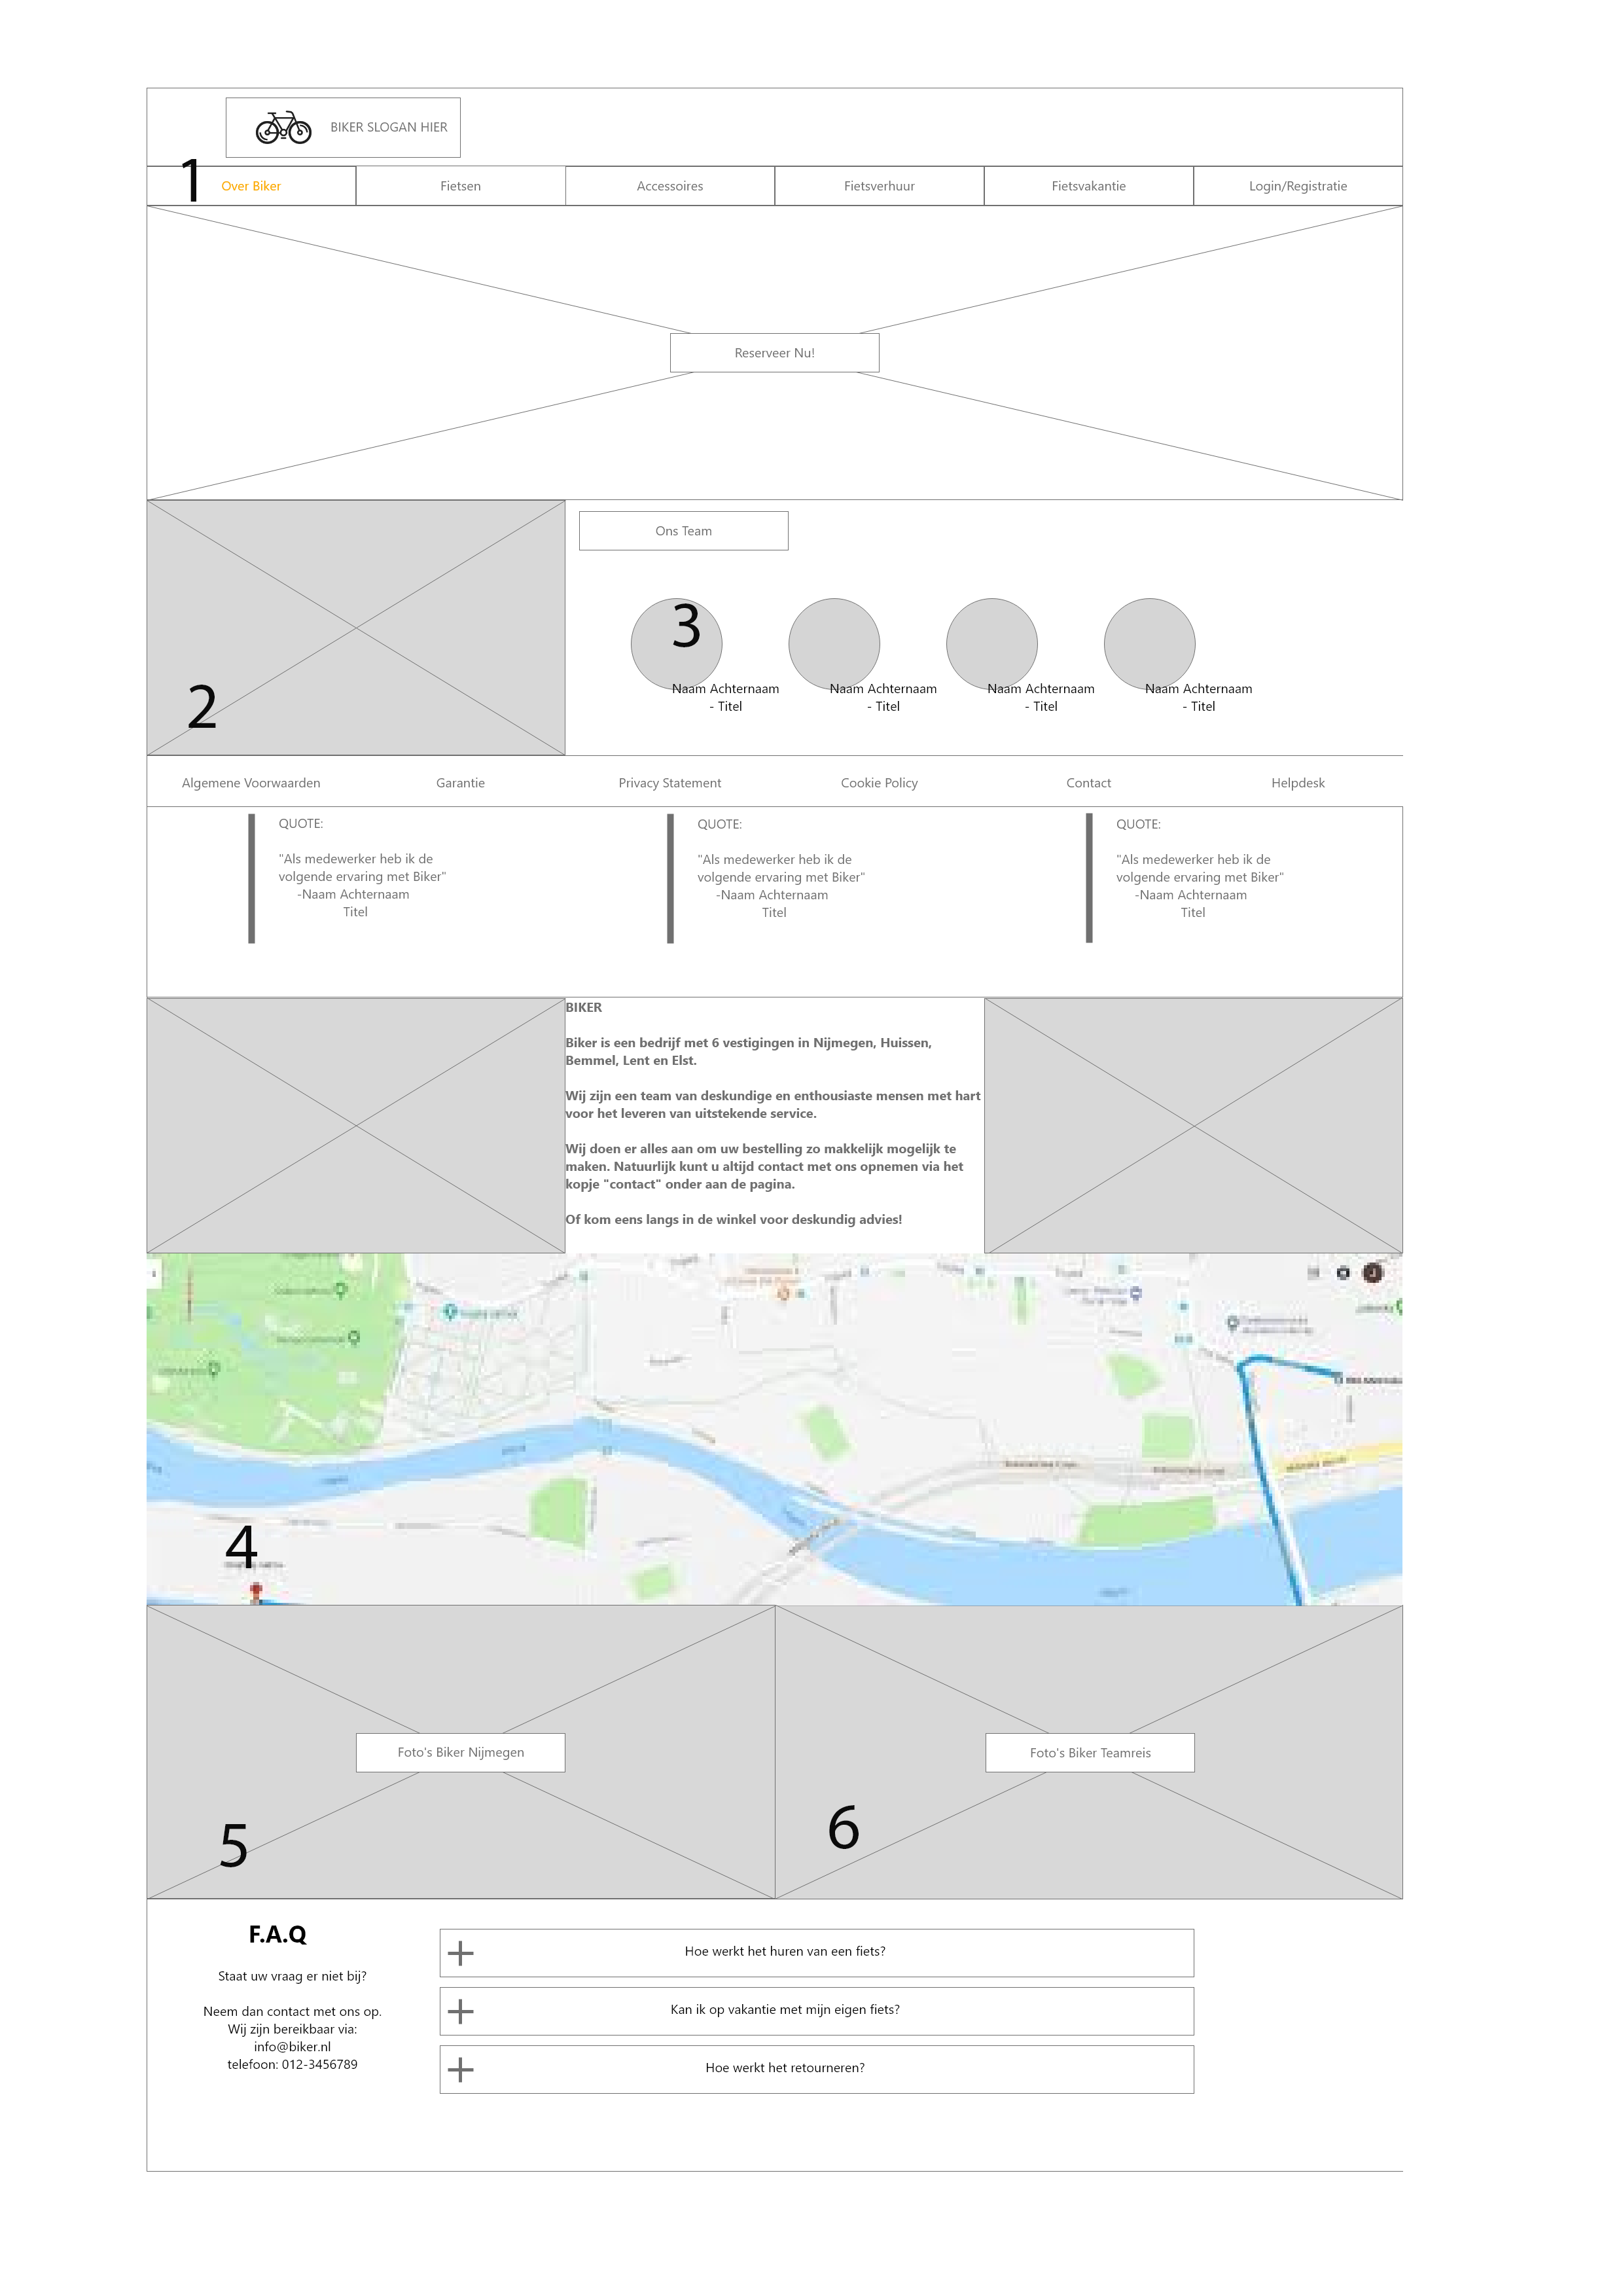 BIKER SLOGAN HIER
1
Over Biker
Fietsen
Accessoires
Fietsverhuur
Fietsvakantie
Login/Registratie
Reserveer Nu!
2
Ons Team
3
Naam Achternaam
- Titel
Naam Achternaam
- Titel
Naam Achternaam
- Titel
Naam Achternaam
- Titel
Algemene Voorwaarden
Garantie
Privacy Statement
Cookie Policy
Contact
Helpdesk
QUOTE:
"Als medewerker heb ik de
volgende ervaring met Biker"
-Naam Achternaam
Titel
QUOTE:
"Als medewerker heb ik de
volgende ervaring met Biker"
-Naam Achternaam
Titel
QUOTE:
"Als medewerker heb ik de
volgende ervaring met Biker"
-Naam Achternaam
Titel
BIKER
Biker is een bedrijf met 6 vestigingen in Nijmegen, Huissen,
Bemmel, Lent en Elst.
Wij zijn een team van deskundige en enthousiaste mensen met hart
voor het leveren van uitstekende service.
Wij doen er alles aan om uw bestelling zo makkelijk mogelijk te
maken. Natuurlijk kunt u altijd contact met ons opnemen via het
kopje "contact" onder aan de pagina.
Of kom eens langs in de winkel voor deskundig advies!
4
Foto's Biker Nijmegen
5
Foto's Biker Teamreis
6
F.A.Q
Staat uw vraag er niet bij?
Neem dan contact met ons op.
Wij zijn bereikbaar via:
info@biker.nl
telefoon: 012-3456789
Hoe werkt het huren van een fiets?
Kan ik op vakantie met mijn eigen fiets?
Hoe werkt het retourneren?